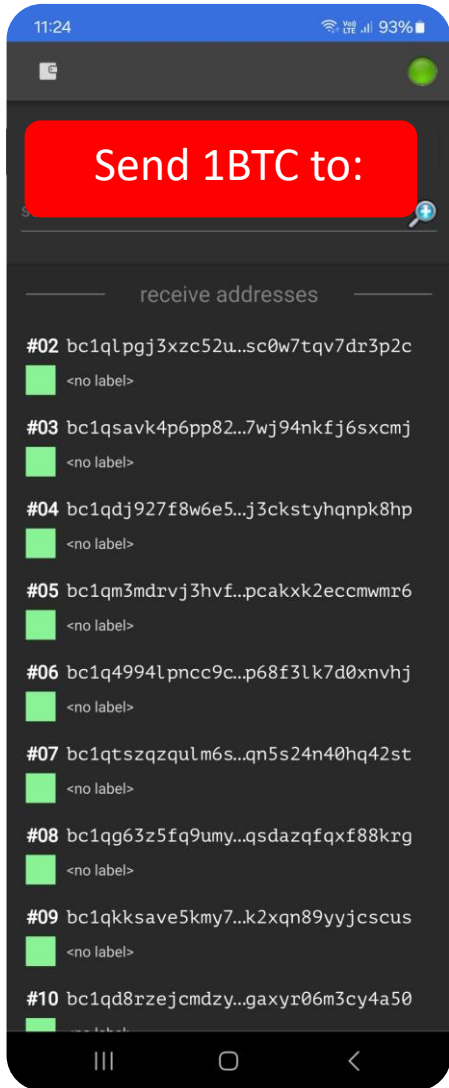 11:24
Vo)) LTE 93%
Send 1BTC to:
receive addresses
#02 bc1qlpgj3xzc52u…sc0w7tqv7dr3p2c
<no label>
#03 bc1qsavk4p6pp82…7wj94nkfj6sxcmj
<no label>
#04 bc1qdj927f8w6e5…j3ckstyhqnpk8hp
<no label>
#05 bc1qm3mdrvj3hvf…pcakxk2eccmwmr6
<no label>
#06 bc1q4994lpncc9c…p68f3lk7d0xnvhj
<no label>
#07 bc1qtszqzqulm6s…qn5s24n40hq42st
<no label>
#08 bc1qg63z5fq9umy…qsdazqfqxf88krg
<no label>
#09 bc1qkksave5kmy7…k2xqn89yyjcscus
<no label>
#10 bc1qd8rzejcmdzy…gaxyr06m3cy4a50